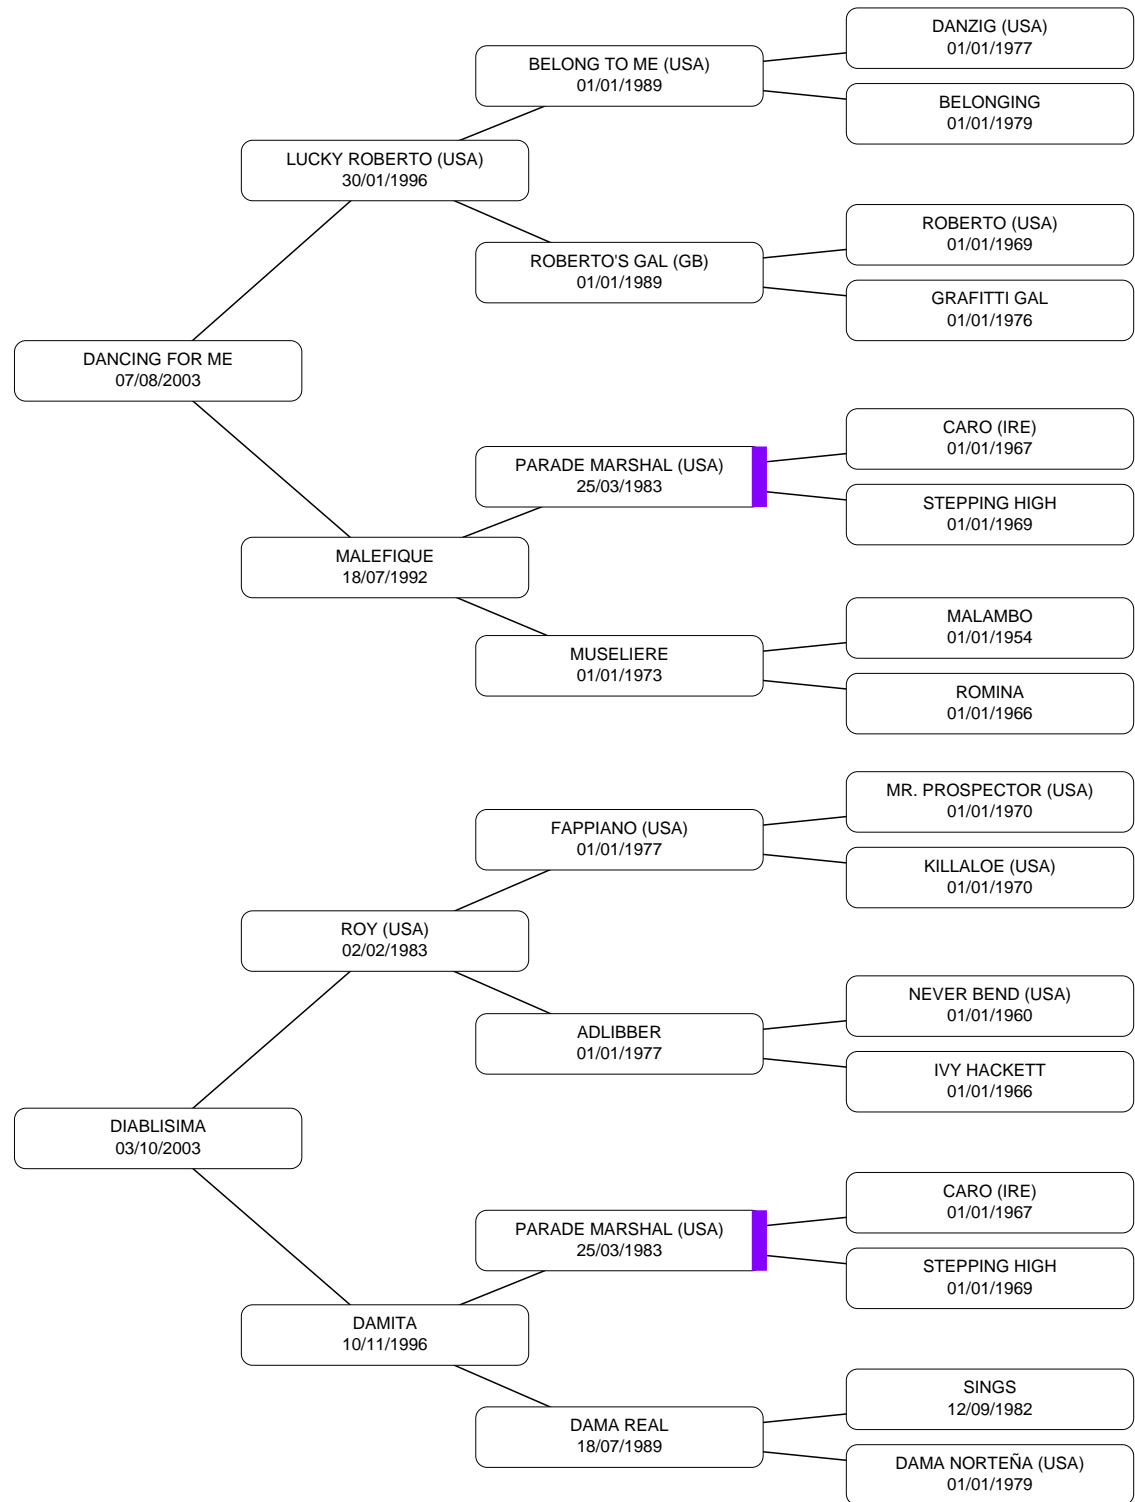 DANZIG (USA)
01/01/1977
BELONG TO ME (USA)
01/01/1989
BELONGING
01/01/1979
LUCKY ROBERTO (USA)
30/01/1996
ROBERTO (USA)
01/01/1969
ROBERTO'S GAL (GB)
01/01/1989
GRAFITTI GAL
01/01/1976
DANCING FOR ME
07/08/2003
CARO (IRE)
01/01/1967
PARADE MARSHAL (USA)
25/03/1983
STEPPING HIGH
01/01/1969
MALEFIQUE
18/07/1992
MALAMBO
01/01/1954
MUSELIERE
01/01/1973
ROMINA
01/01/1966
MR. PROSPECTOR (USA)
01/01/1970
FAPPIANO (USA)
01/01/1977
KILLALOE (USA)
01/01/1970
ROY (USA)
02/02/1983
NEVER BEND (USA)
01/01/1960
ADLIBBER
01/01/1977
IVY HACKETT
01/01/1966
DIABLISIMA
03/10/2003
CARO (IRE)
01/01/1967
PARADE MARSHAL (USA)
25/03/1983
STEPPING HIGH
01/01/1969
DAMITA
10/11/1996
SINGS
12/09/1982
DAMA REAL
18/07/1989
DAMA NORTEÑA (USA)
01/01/1979